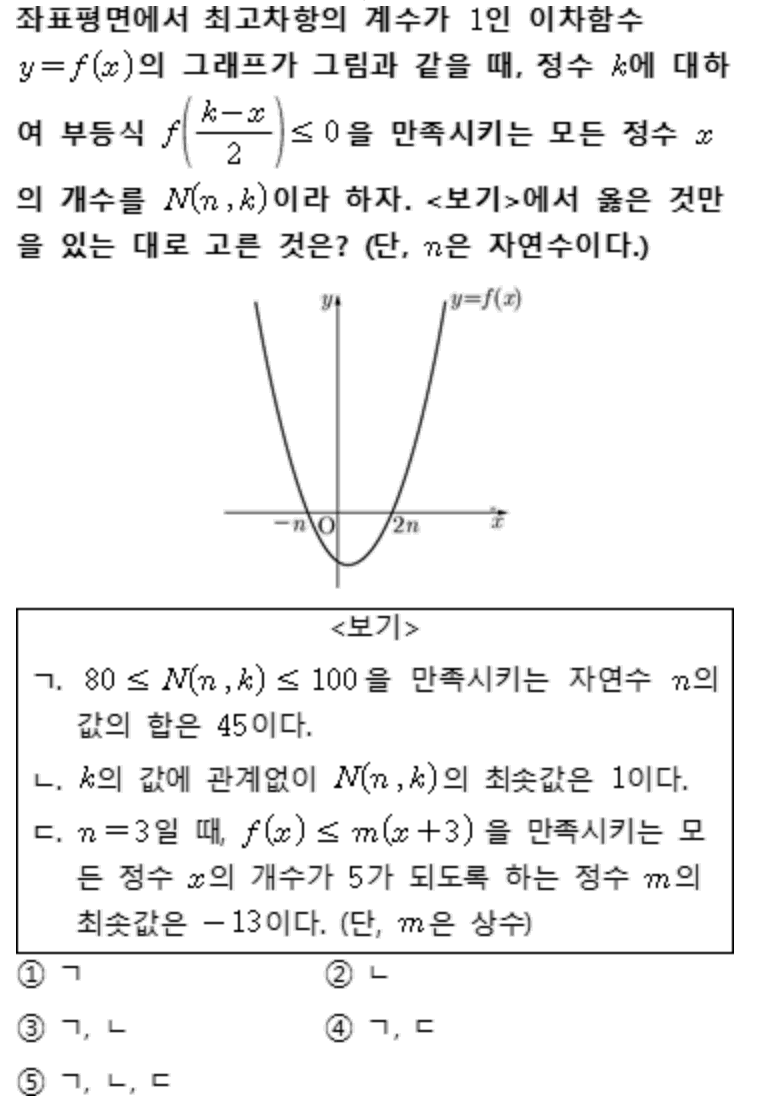 좌표평면에서 최고차항의 계수가 1인 이차함수
y=f(x)의 그래프가 그림과 같을 때, 정수 k에 대하
여 부등식 f((k-x)/2) ≤ 0을 만족시키는 모든 정수 x
의 개수를 N(n, k)이라 하자. <보기>에서 옳은 것만
을 있는 대로 고른 것은? (단, n은 자연수이다.)
y
y=f(x)
-n O 2n x
<보기>
ㄱ. 80 ≤ N(n, k) ≤ 100을 만족시키는 자연수 n의
값의 합은 45이다.
ㄴ. k의 값에 관계없이 N(n, k)의 최솟값은 1이다.
ㄷ. n=3일 때, f(x) ≤ m(x+3) 을 만족시키는 모
든 정수 x의 개수가 5가 되도록 하는 정수 m의
최솟값은 -13이다. (단, m은 상수)
① ㄱ ② ㄴ
③ ㄱ, ㄴ ④ ㄱ, ㄷ
⑤ ㄱ, ㄴ, ㄷ